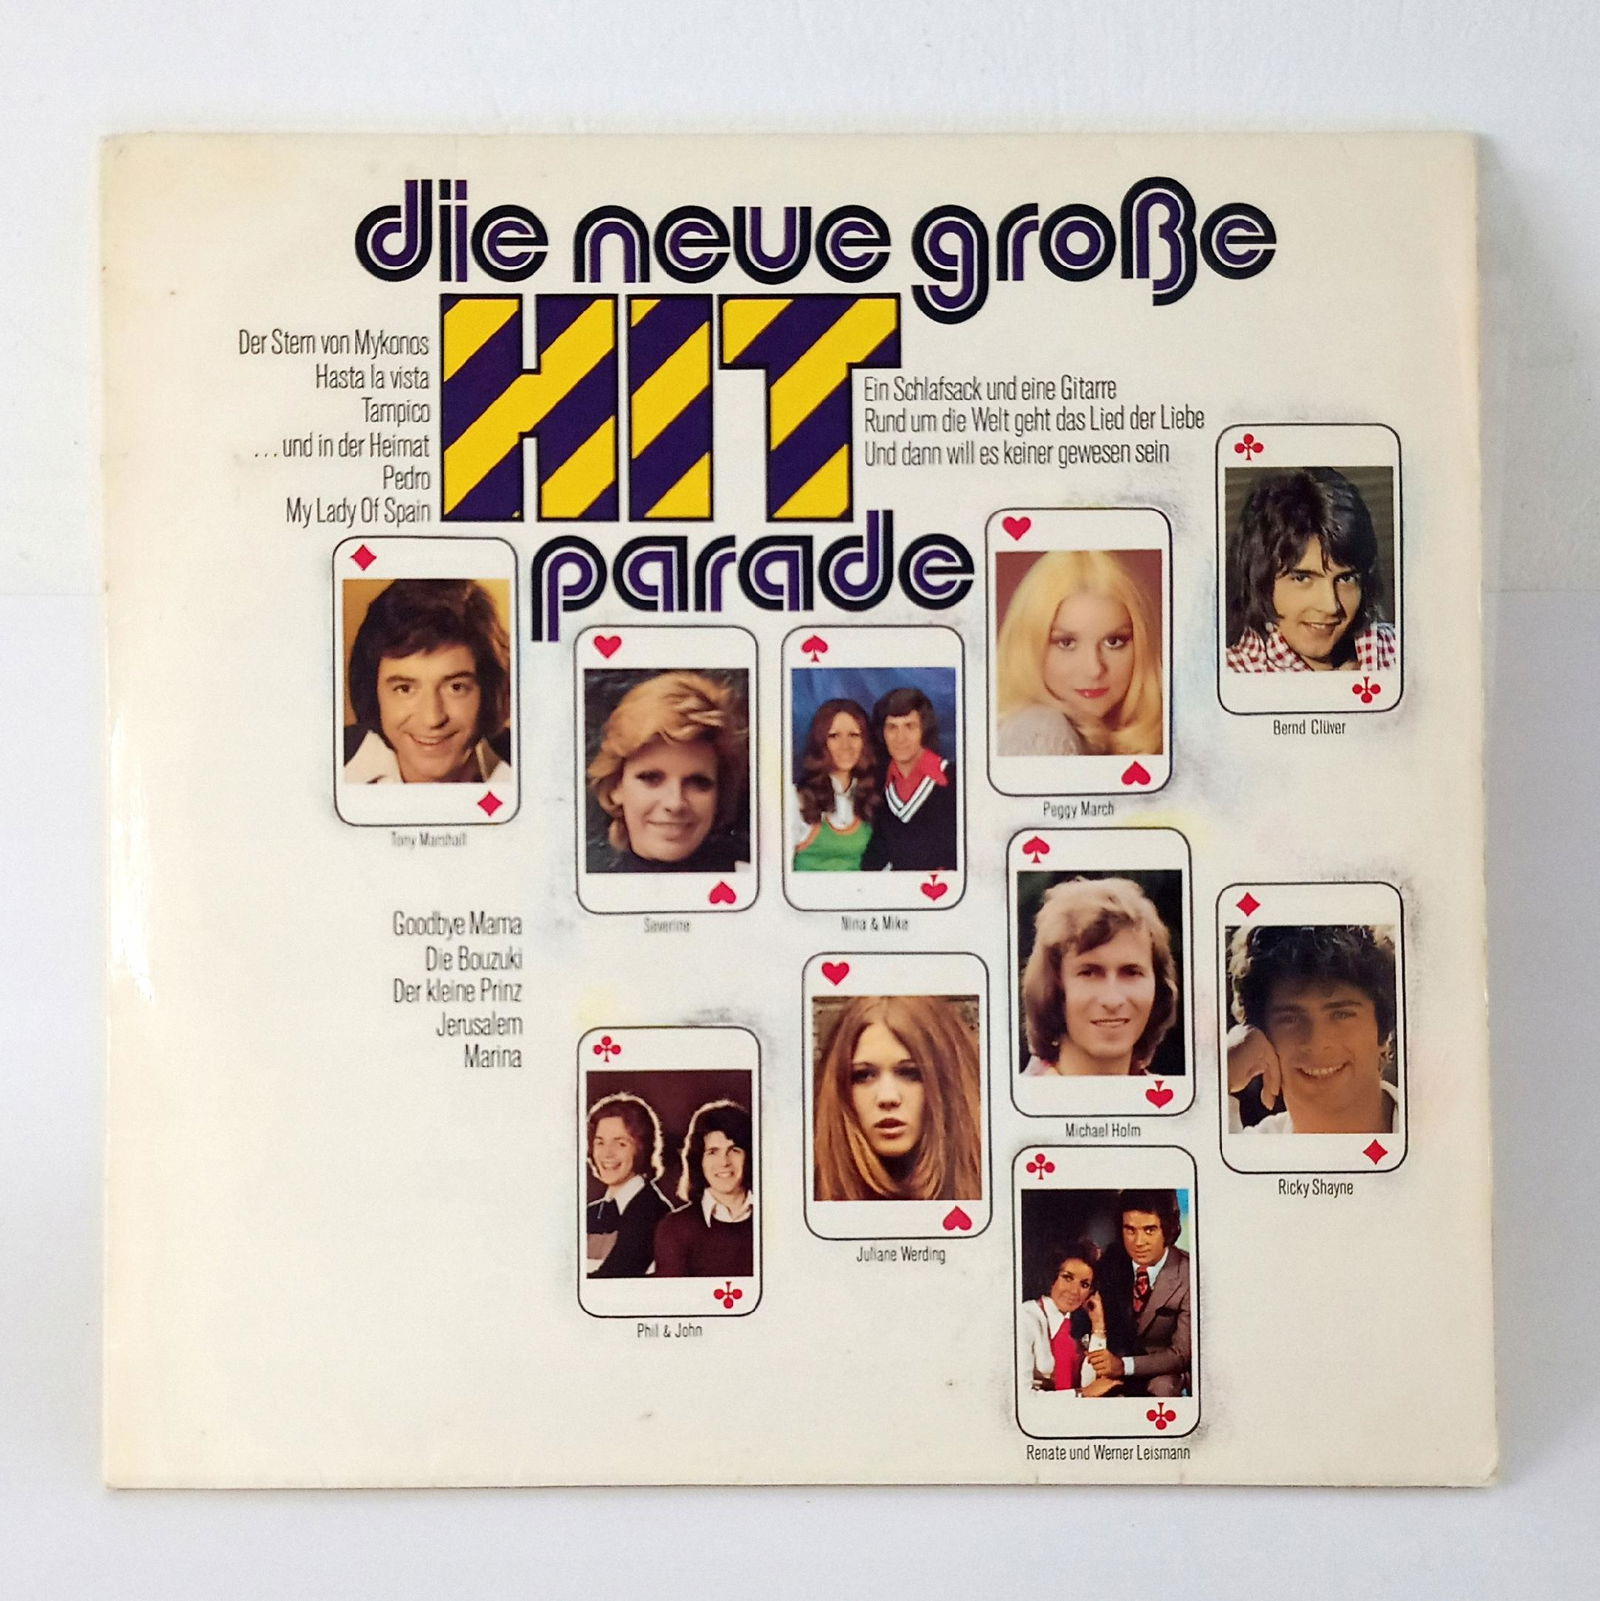 die neue große
HIT
parade
Der Stern von Mykonos
Hasta la vista
Tampico
...und in der Heimat
Pedro
My Lady Of Spain
Ein Schlafsack und eine Gitarre
Rund um die Welt geht das Lied der Liebe
Und dann will es keiner gewesen sein
Bernd Clüver
Peggy March
Tony Marshall
Severine
Nina & Mike
Goodbye Mama
Die Bouzuki
Der kleine Prinz
Jerusalem
Marina
Michael Holm
Ricky Shayne
Juliane Werding
Phil & John
Renate und Werner Leismann